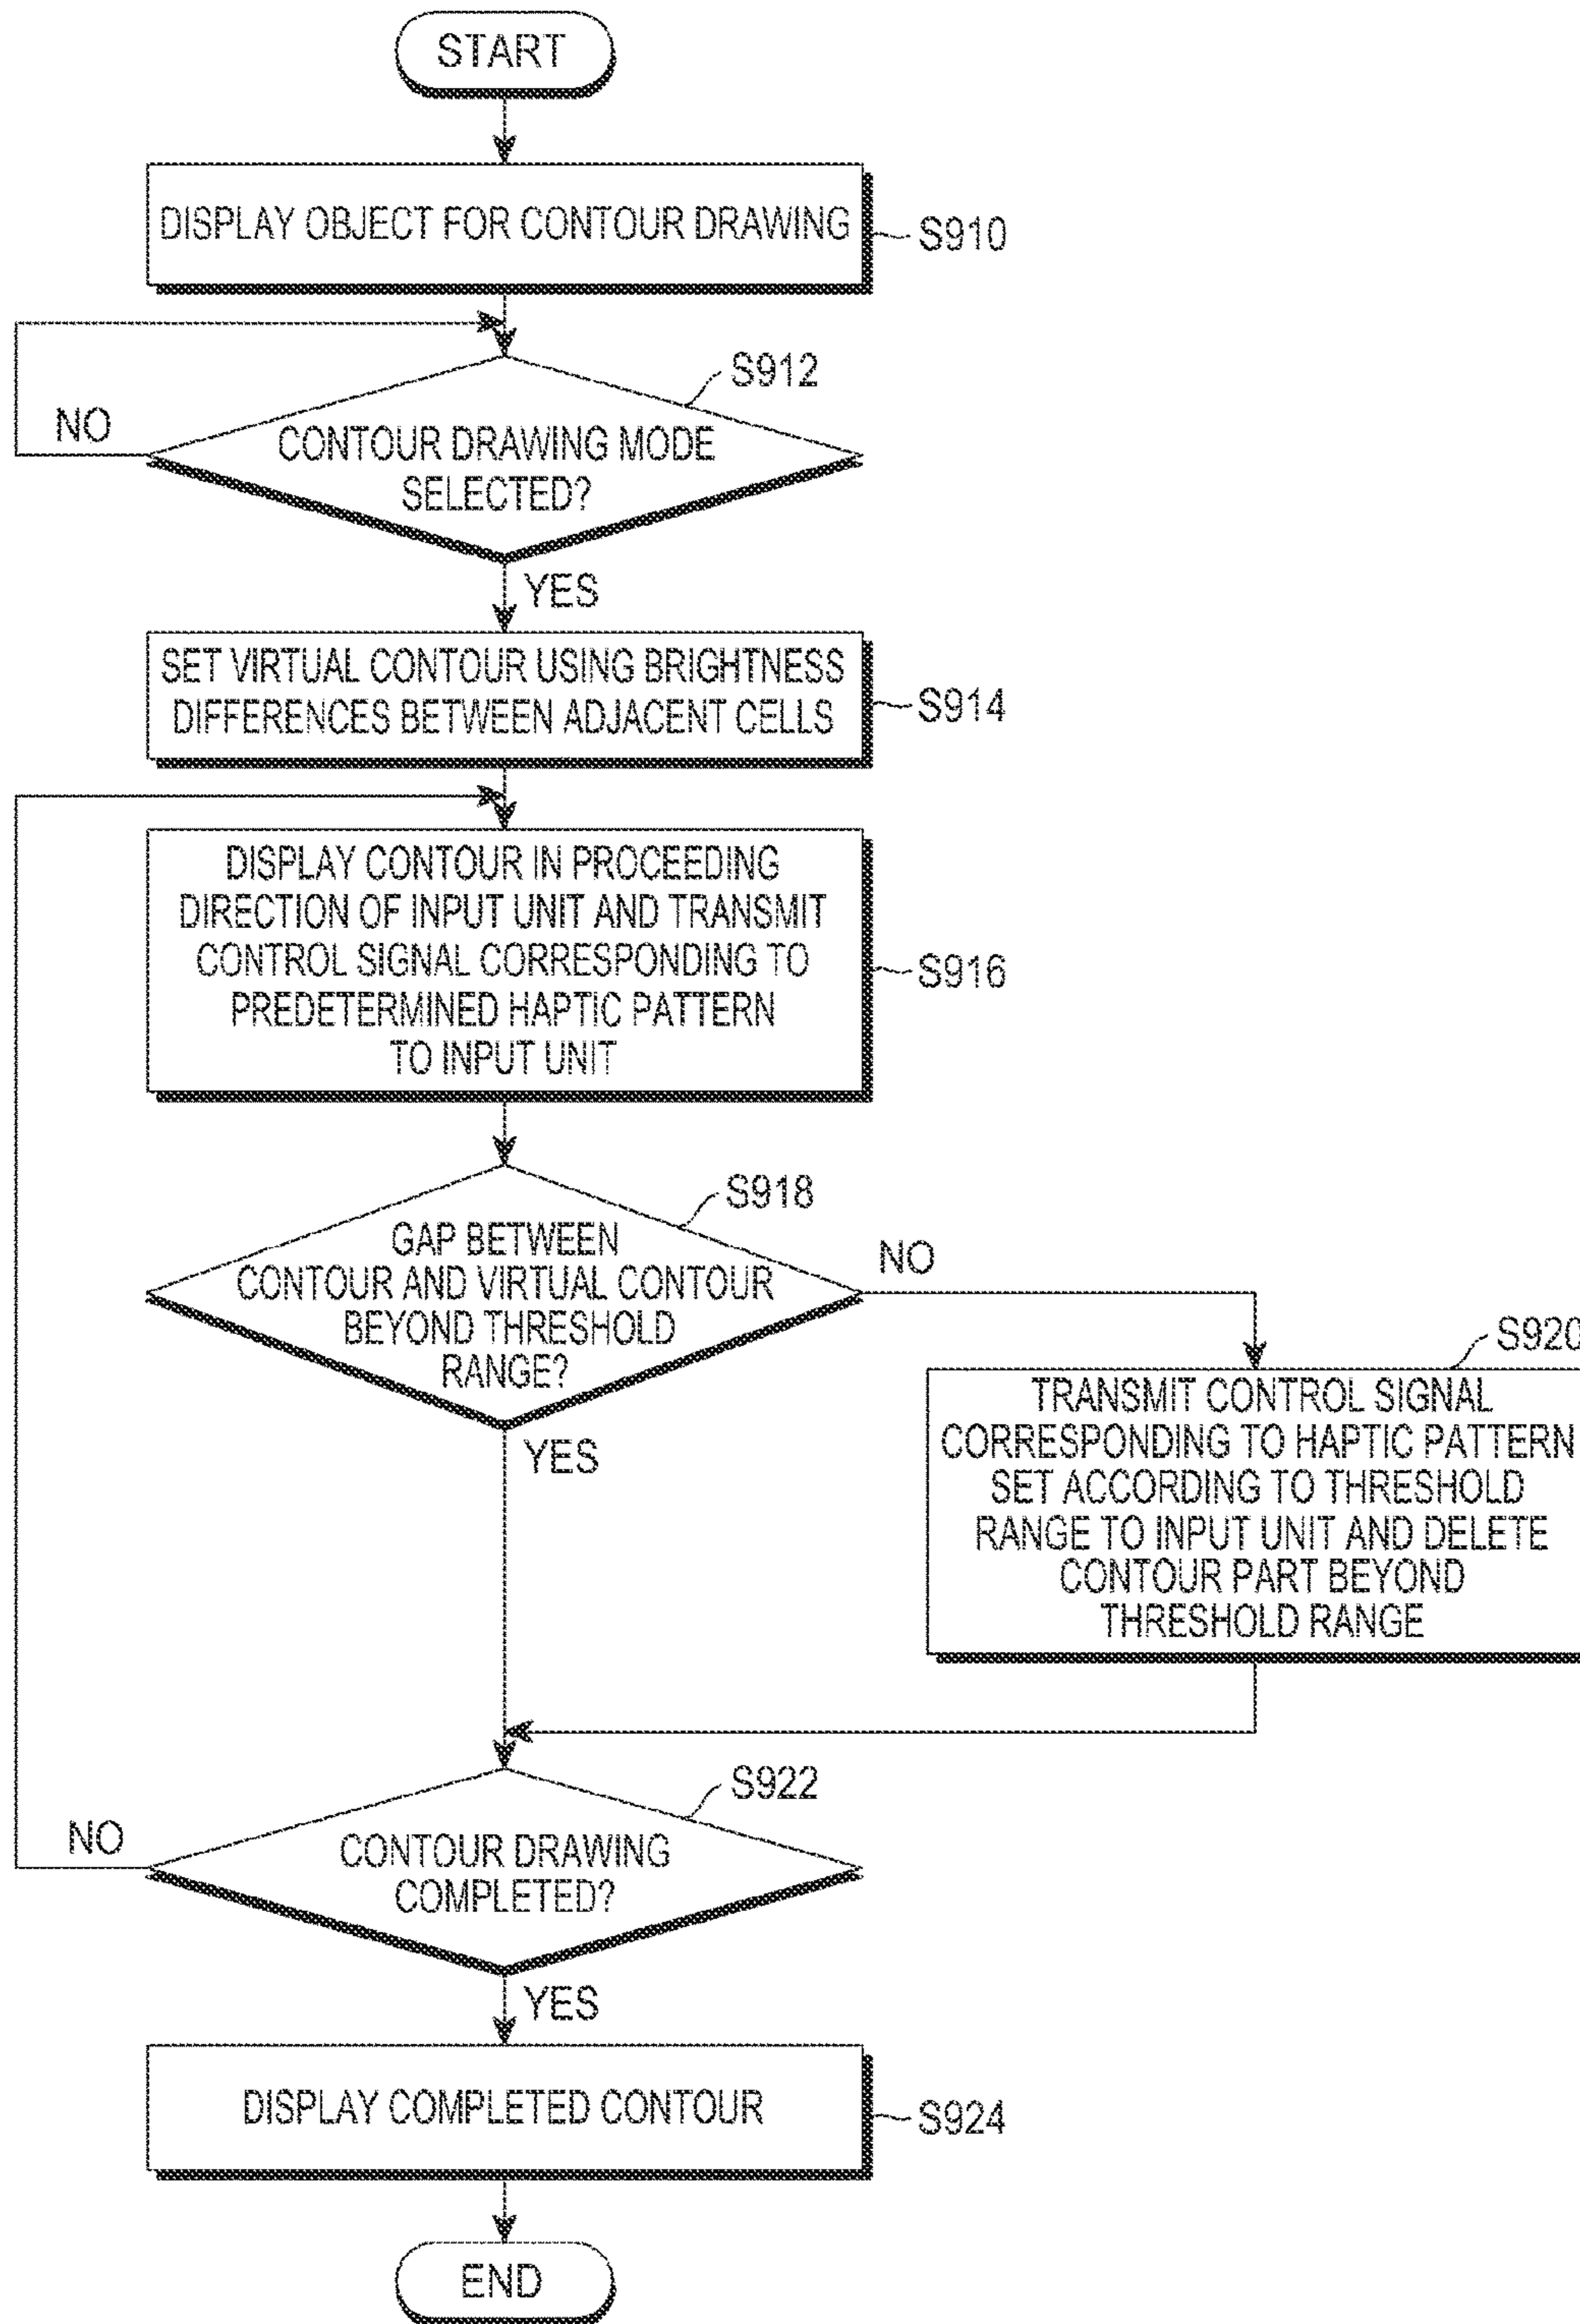 START
DISPLAY OBJECT FOR CONTOUR DRAWING
S910
S912
NO
CONTOUR DRAWING MODE
SELECTED?
YES
SET VIRTUAL CONTOUR USING BRIGHTNESS
DIFFERENCES BETWEEN ADJACENT CELLS
S914
DISPLAY CONTOUR IN PROCEEDING
DIRECTION OF INPUT UNIT AND TRANSMIT
CONTROL SIGNAL CORRESPONDING TO
PREDETERMINED HAPTIC PATTERN
TO INPUT UNIT
S916
S918
GAP BETWEEN
CONTOUR AND VIRTUAL CONTOUR
BEYOND THRESHOLD
RANGE?
NO
YES
S920
TRANSMIT CONTROL SIGNAL
CORRESPONDING TO HAPTIC PATTERN
SET ACCORDING TO THRESHOLD
RANGE TO INPUT UNIT AND DELETE
CONTOUR PART BEYOND
THRESHOLD RANGE
S922
NO
CONTOUR DRAWING
COMPLETED?
YES
DISPLAY COMPLETED CONTOUR
S924
END